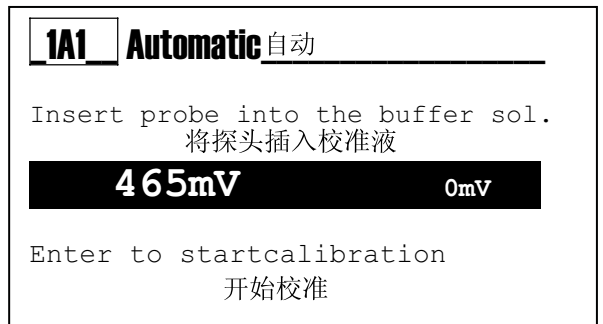 1A1 Automatic自动
Insert probe into the buffer sol.
将探头插入校准液
465mV 0mV
Enter to startcalibration
开始校准